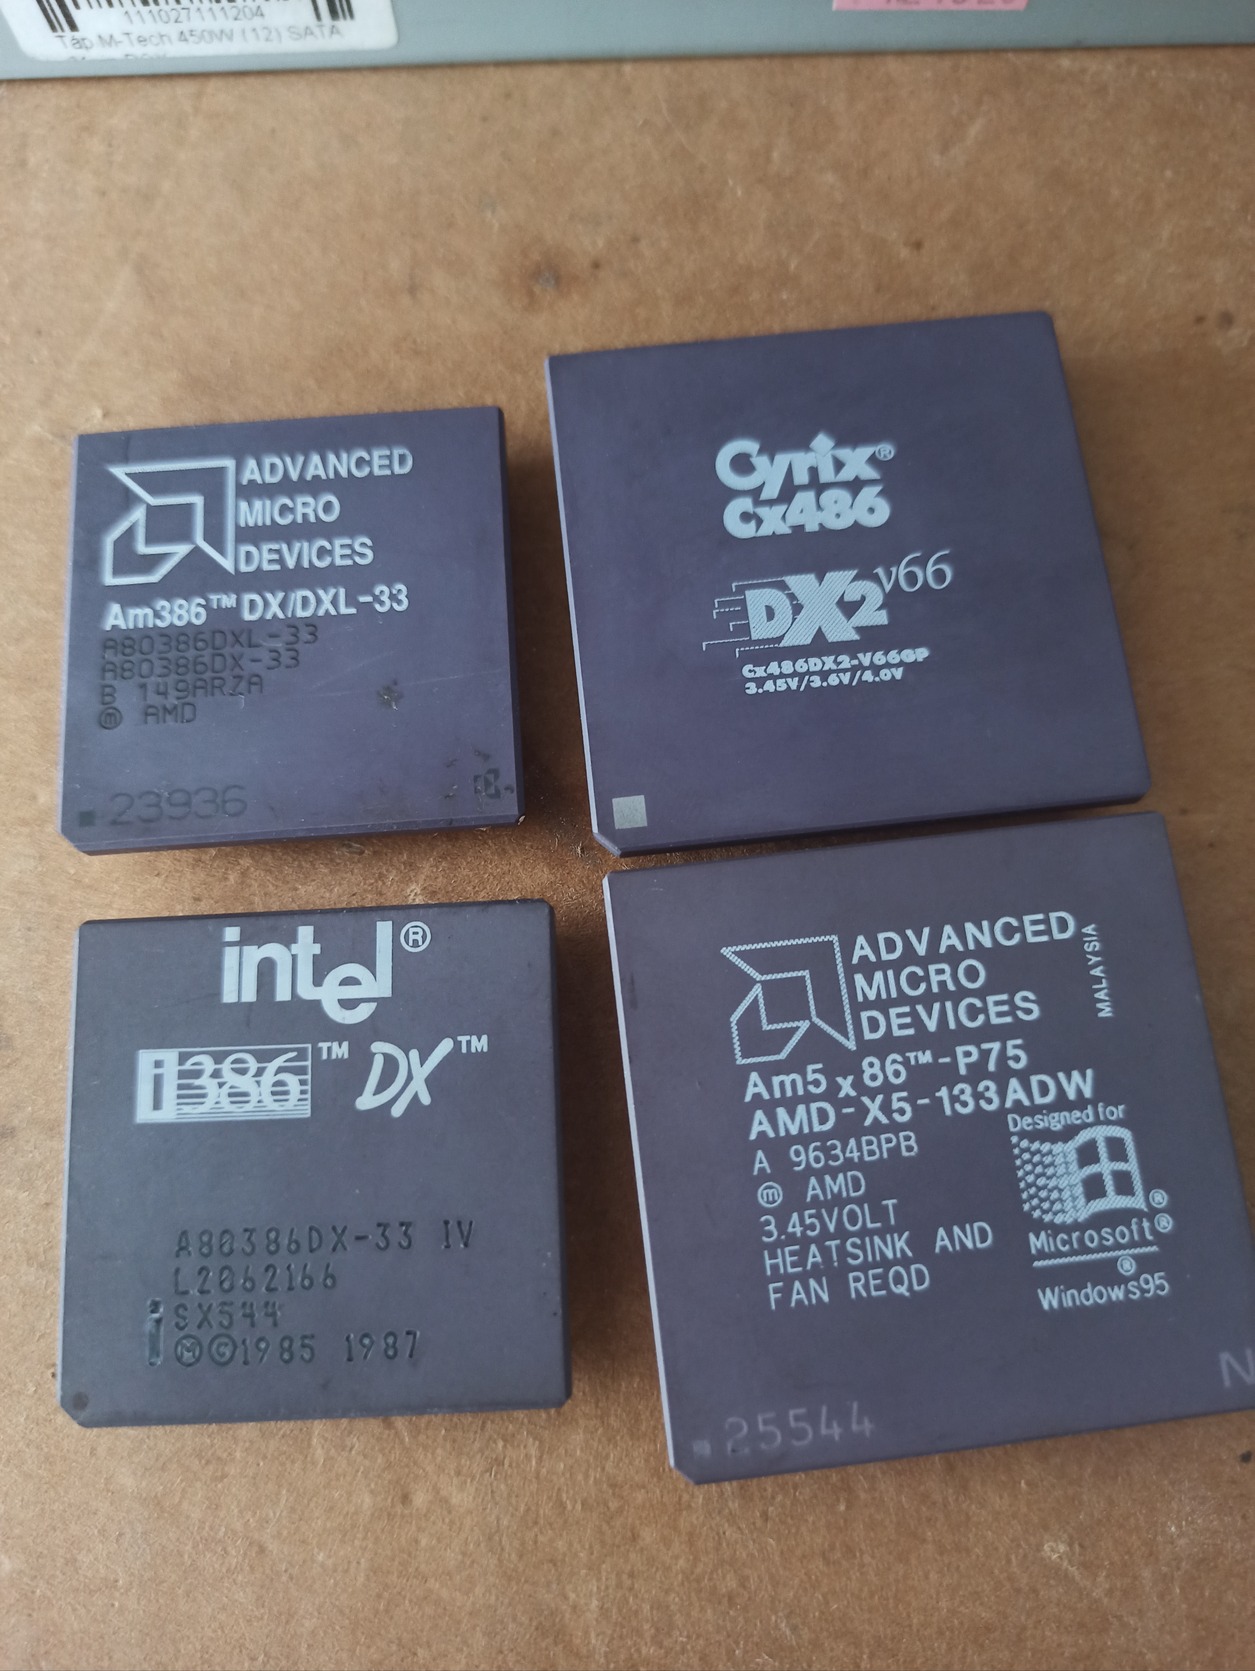 111027111204
Táp M-Tech 450W (12) SATA
ADVANCED
MICRO
DEVICES
Am386™ DX/DXL-33
A80386DXL-33
A80386DX-33
B 149ARZA
ⓜ AMD
23936
Cyrix®
Cx486
DX2 v66
Cx486DX2-V66GP
3.45V/3.6V/4.0V
intel®
i386™ DX™
A80386DX-33 IV
L2062166
SX544
i
Ⓜ©1985 1987
ADVANCED
MICRO
DEVICES
MALAYSIA
Am5x86™-P75
AMD-X5-133ADW
A 9634BPB
ⓜ AMD
3.45VOLT
HEATSINK AND
FAN REQD
Designed for
®
Microsoft®
®
Windows95
25544
N